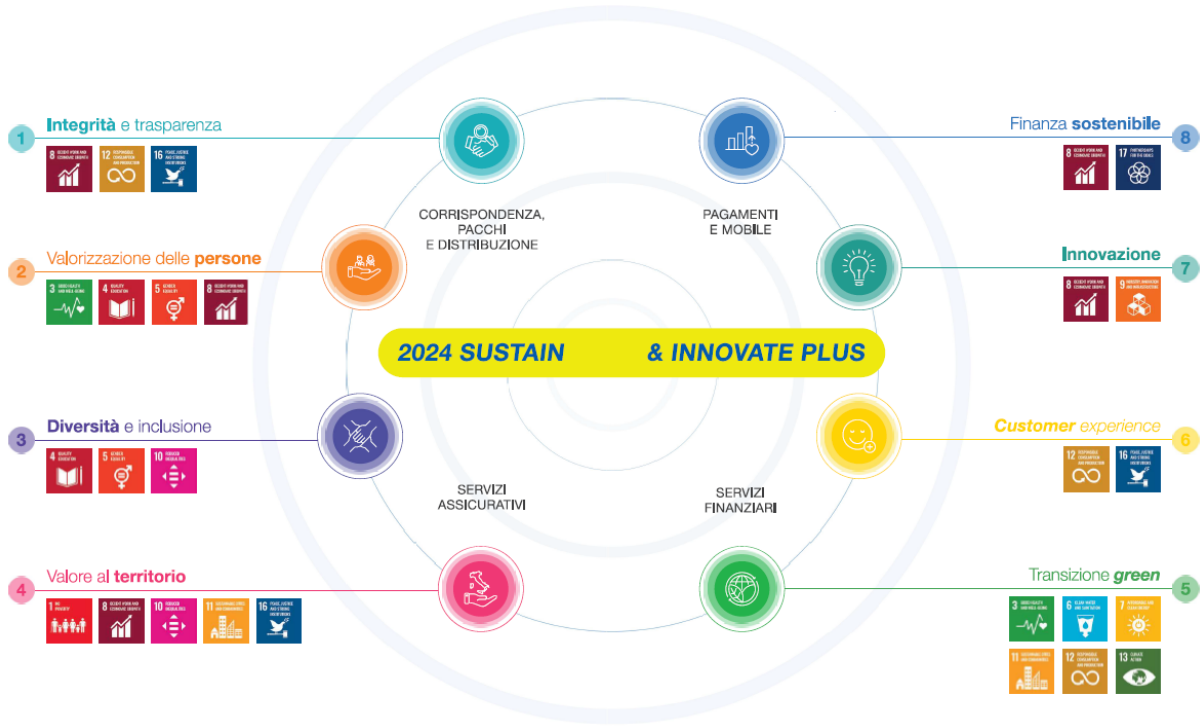 1
Integrità e trasparenza
8 DECENT WORK AND
ECONOMIC GROWTH
12 RESPONSIBLE
CONSUMPTION
AND PRODUCTION
16 PEACE, JUSTICE
AND STRONG
INSTITUTIONS
2
Valorizzazione delle persone
3 GOOD HEALTH
AND WELL-BEING
4 QUALITY
EDUCATION
5 GENDER
EQUALITY
8 DECENT WORK AND
ECONOMIC GROWTH
3
Diversità e inclusione
4 QUALITY
EDUCATION
5 GENDER
EQUALITY
10 REDUCED
INEQUALITIES
4
Valore al territorio
1 NO
POVERTY
8 DECENT WORK AND
ECONOMIC GROWTH
10 REDUCED
INEQUALITIES
11 SUSTAINABLE CITIES
AND COMMUNITIES
16 PEACE, JUSTICE
AND STRONG
INSTITUTIONS
CORRISPONDENZA,
PACCHI
E DISTRIBUZIONE
PAGAMENTI
E MOBILE
2024 SUSTAIN & INNOVATE PLUS
SERVIZI
ASSICURATIVI
SERVIZI
FINANZIARI
Finanza sostenibile
8
8 DECENT WORK AND
ECONOMIC GROWTH
17 PARTNERSHIPS
FOR THE GOALS
Innovazione
7
8 DECENT WORK AND
ECONOMIC GROWTH
9 INDUSTRY, INNOVATION
AND INFRASTRUCTURE
Customer experience
6
12 RESPONSIBLE
CONSUMPTION
AND PRODUCTION
16 PEACE, JUSTICE
AND STRONG
INSTITUTIONS
Transizione green
5
3 GOOD HEALTH
AND WELL-BEING
6 CLEAN WATER
AND SANITATION
7 AFFORDABLE AND
CLEAN ENERGY
11 SUSTAINABLE CITIES
AND COMMUNITIES
12 RESPONSIBLE
CONSUMPTION
AND PRODUCTION
13 CLIMATE
ACTION